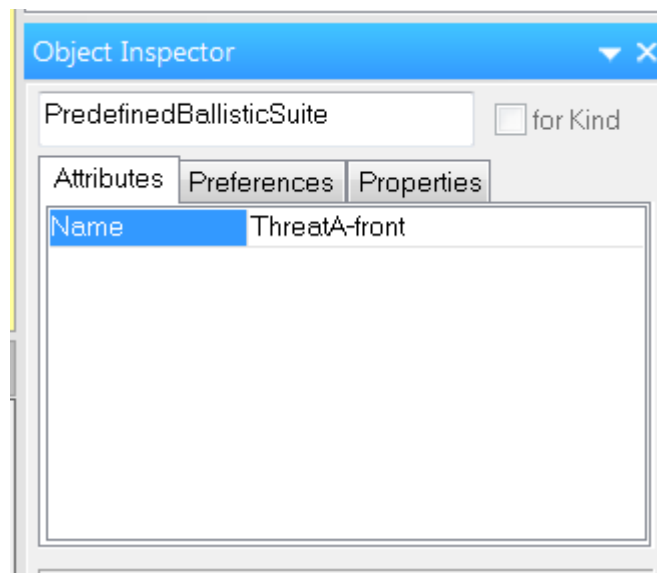 Object Inspector
PredefinedBallisticSuite for Kind
Attributes Preferences Properties
Name ThreatA-front